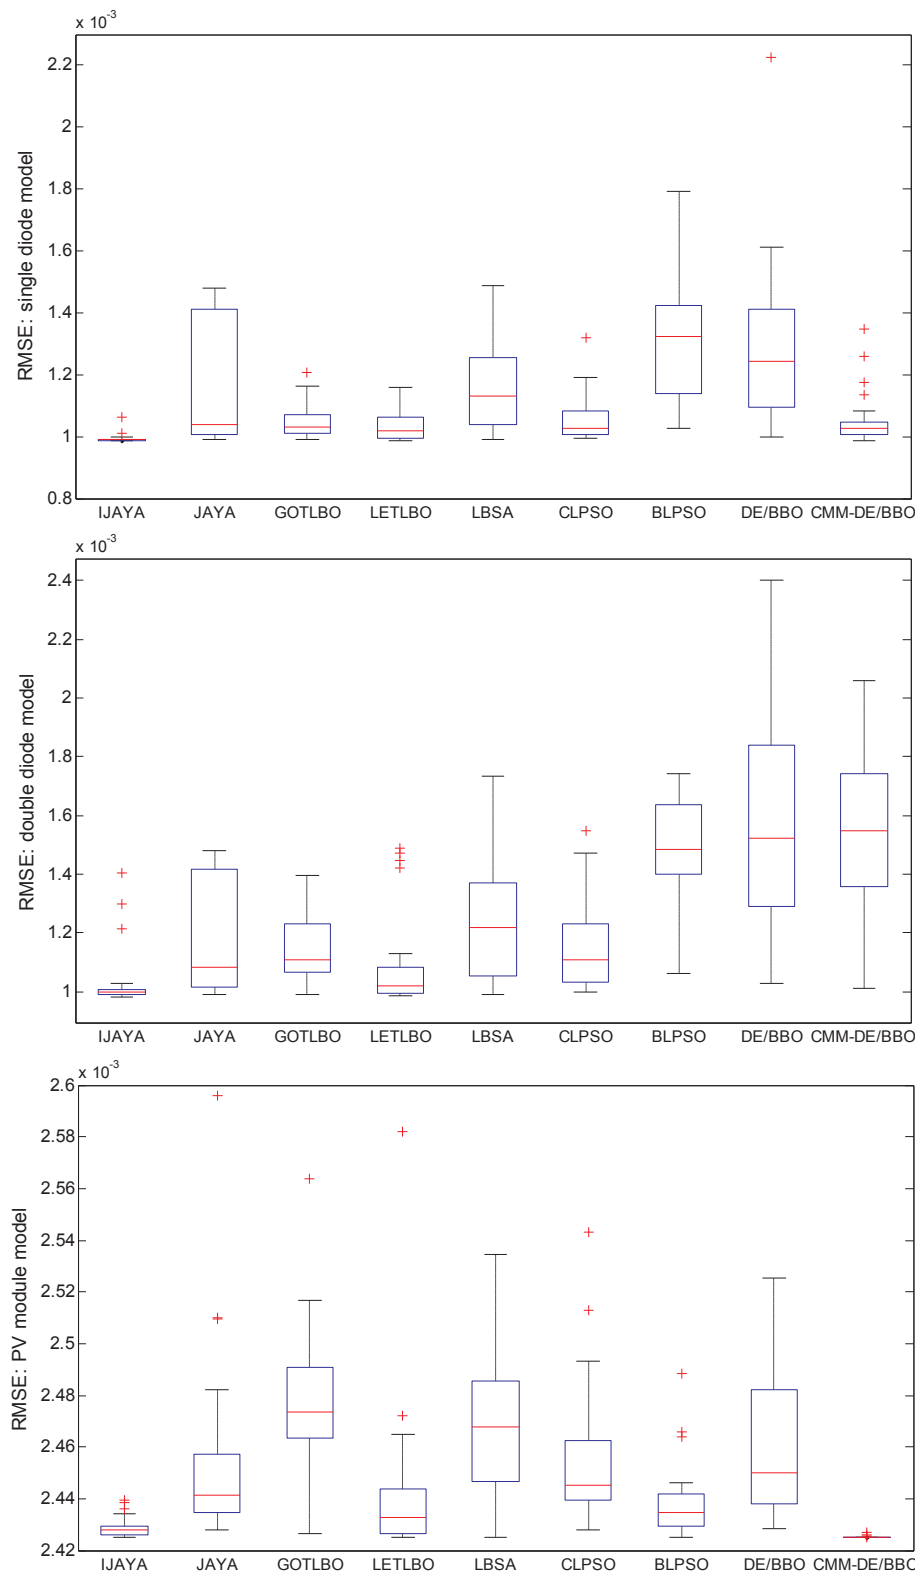 x 10-3
2.2
2
1.8
1.6
1.4
1.2
1
0.8
RMSE: single diode model
IJAYA JAYA GOTLBO LETLBO LBSA CLPSO BLPSO DE/BBO CMM-DE/BBO
x 10-3
2.4
2.2
2
1.8
1.6
1.4
1.2
1
RMSE: double diode model
IJAYA JAYA GOTLBO LETLBO LBSA CLPSO BLPSO DE/BBO CMM-DE/BBO
x 10-3
2.6
2.58
2.56
2.54
2.52
2.5
2.48
2.46
2.44
2.42
RMSE: PV module model
IJAYA JAYA GOTLBO LETLBO LBSA CLPSO BLPSO DE/BBO CMM-DE/BBO